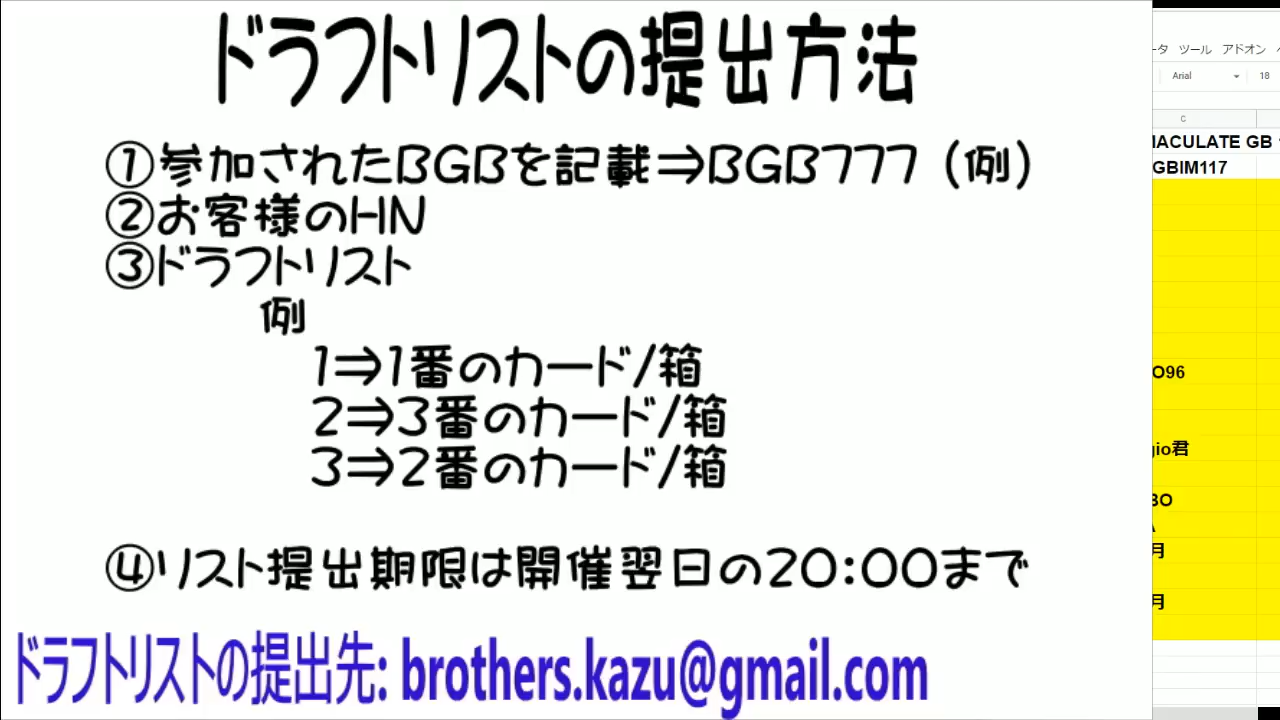 ドラフトリストの提出方法
①参加されたBGBを記載⇒BGB777（例）
②お客様のHN
③ドラフトリスト
例
1⇒1番のカード/箱
2⇒3番のカード/箱
3⇒2番のカード/箱
④リスト提出期限は開催翌日の20:00まで
ドラフトリストの提出先: brothers.kazu@gmail.com
ータ ツール アドオン
Arial 18
C
ACULATE GB
GBIM117
O96
gio君
BO
月
月